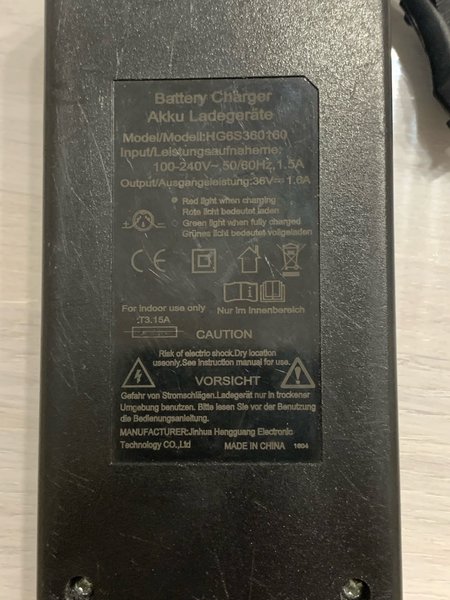 Battery Charger
Akku Ladegeräte
Model/Modell:HG6S360160
Input/Leistungsaufnaheme:
100-240V~ 50/60Hz,1.5A
Output/Ausgangsleistung:36V⎓1.6A
Red light when charning
Rote licht bedeutet laden
Green light when fully charged
Grünes licht bedeutet vollgeladen
CE
For indoor use only
Nur im Innenbereich
T3.15A
CAUTION
Risk of electric shock.Dry location
useonly.See instruction manual for use.
VORSICHT
Gefahr von Stromschlägen.Ladegerät nur in trockener
Umgebung benutzen. Bitte lesen Sie vor der Benutzung
die Bedienungsanleitung.
MANUFACTURER:Jinhua Hengguang Electronic
Technology CO.,Ltd MADE IN CHINA 1604